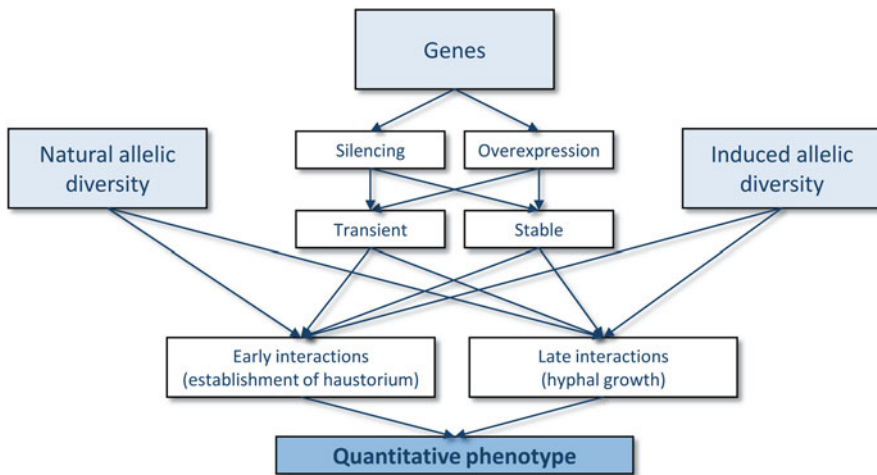 Genes
Natural allelic
diversity
Silencing
Overexpression
Induced allelic
diversity
Transient
Stable
Early interactions
(establishment of haustorium)
Late interactions
(hyphal growth)
Quantitative phenotype